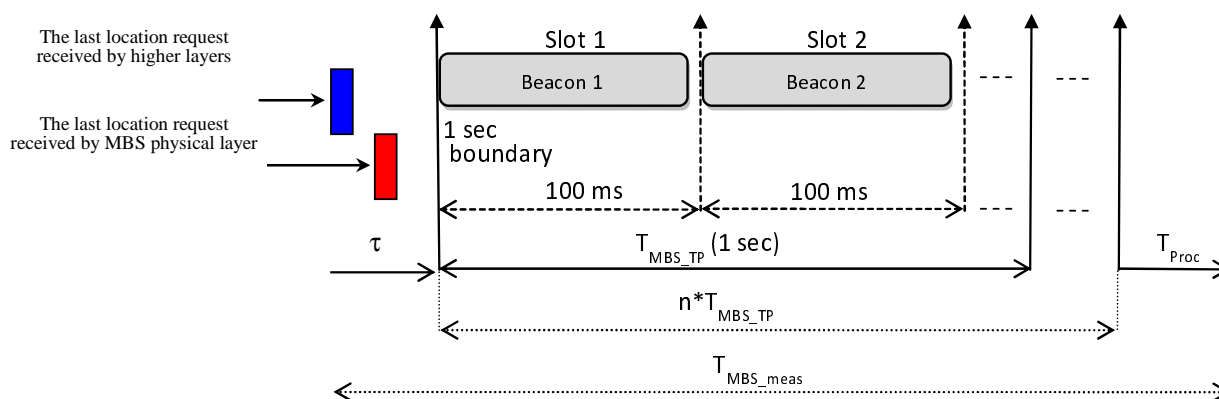 The last location request
received by higher layers
The last location request
received by MBS physical layer
Slot 1
Slot 2
Beacon 1
Beacon 2
1 sec
boundary
100 ms
100 ms
τ
T_MBS_TP (1 sec)
T_Proc
n*T_MBS_TP
T_MBS_meas